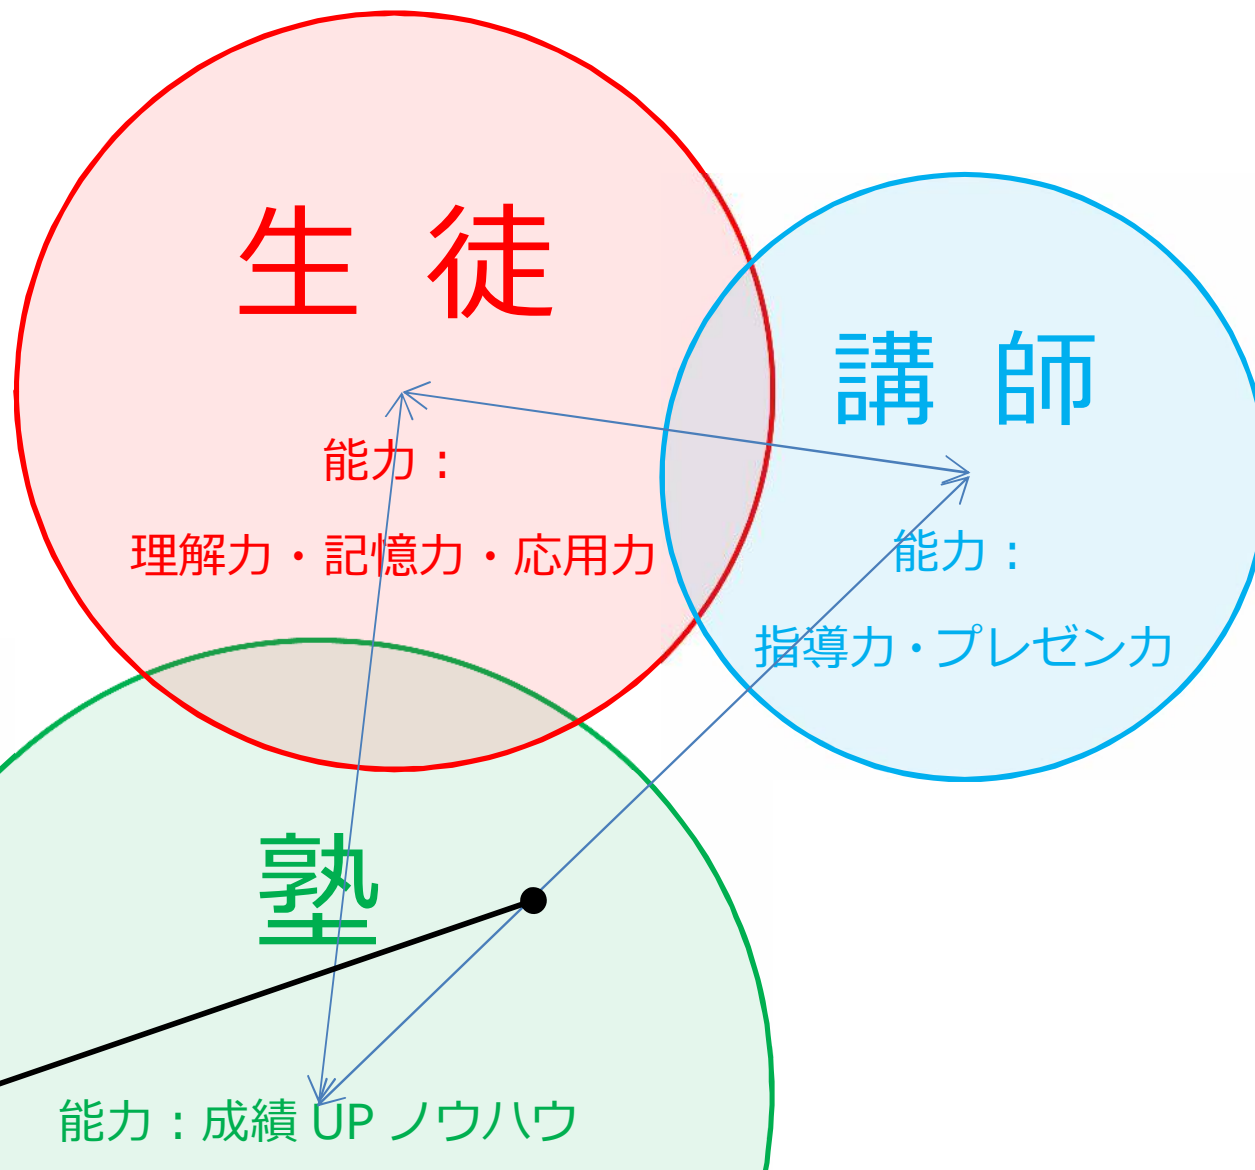 生 徒
能力：
理解力・記憶力・応用力
講 師
能力：
指導力・プレゼン力
塾
能力：成績 UP ノウハウ